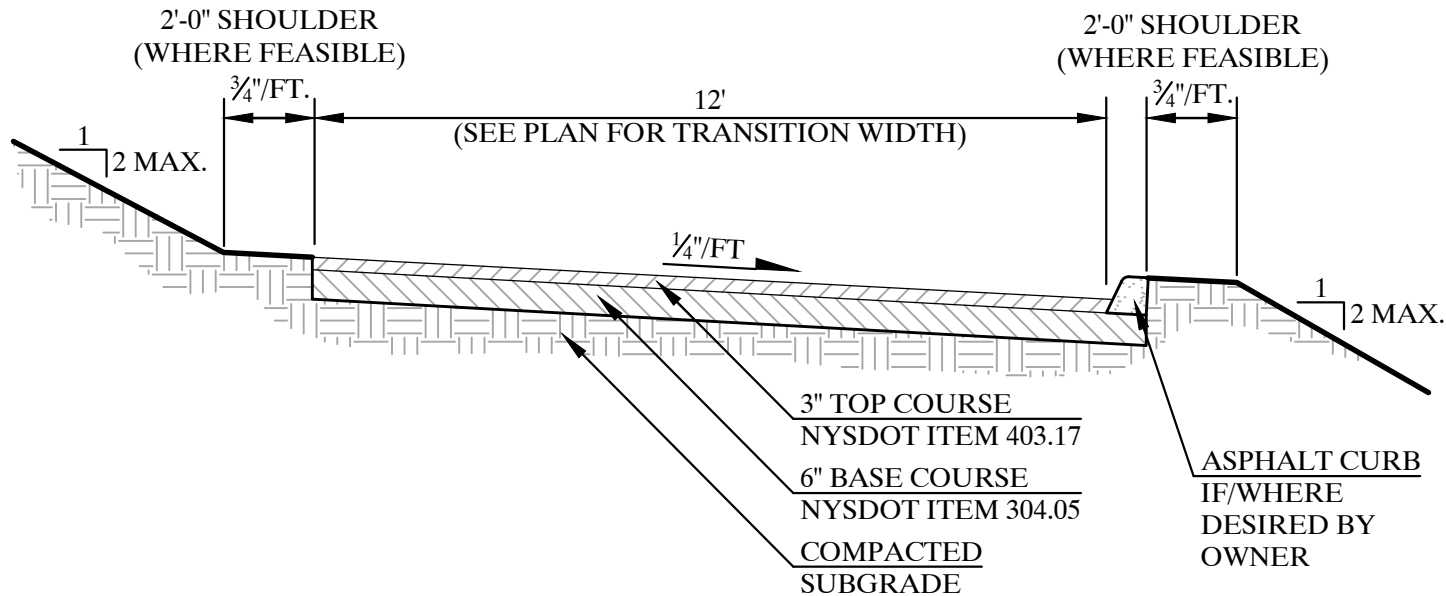 2'-0" SHOULDER
(WHERE FEASIBLE)
3/4"/FT.
12'
(SEE PLAN FOR TRANSITION WIDTH)
2'-0" SHOULDER
(WHERE FEASIBLE)
3/4"/FT.
1
2 MAX.
1/4"/FT
1
2 MAX.
3" TOP COURSE
NYSDOT ITEM 403.17
6" BASE COURSE
NYSDOT ITEM 304.05
COMPACTED
SUBGRADE
ASPHALT CURB
IF/WHERE
DESIRED BY
OWNER